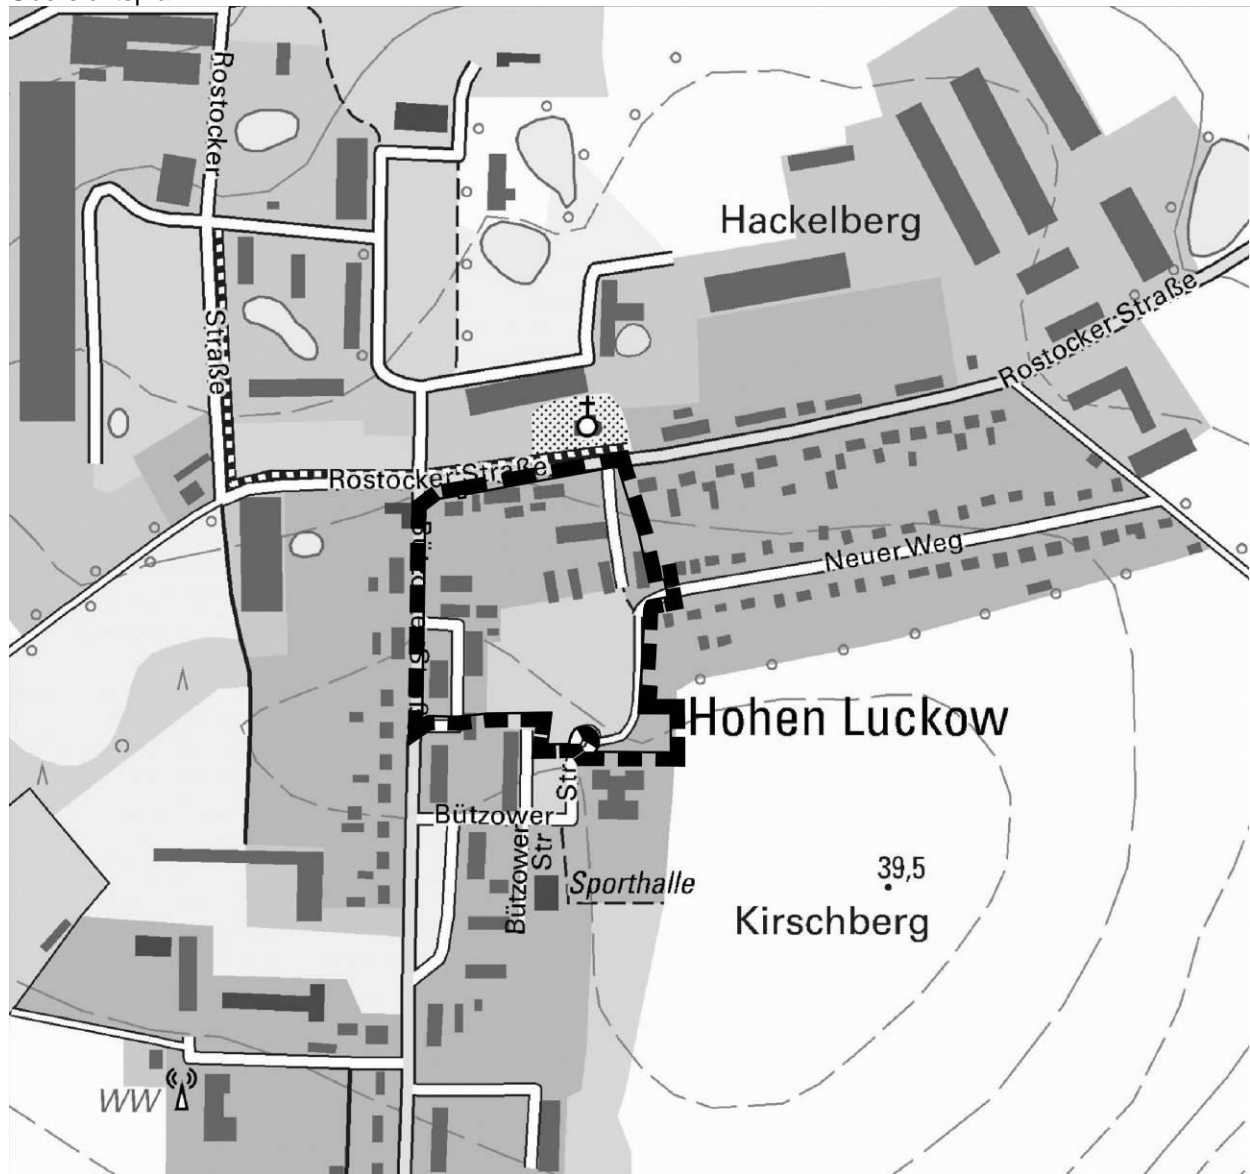 Rostocker
Straße
Hackelberg
Rostocker Straße
Rostocker Straße
Neuer Weg
Hohen Luckow
Str
Bützower
Bützower
Str
Sporthalle
39,5
Kirschberg
WW